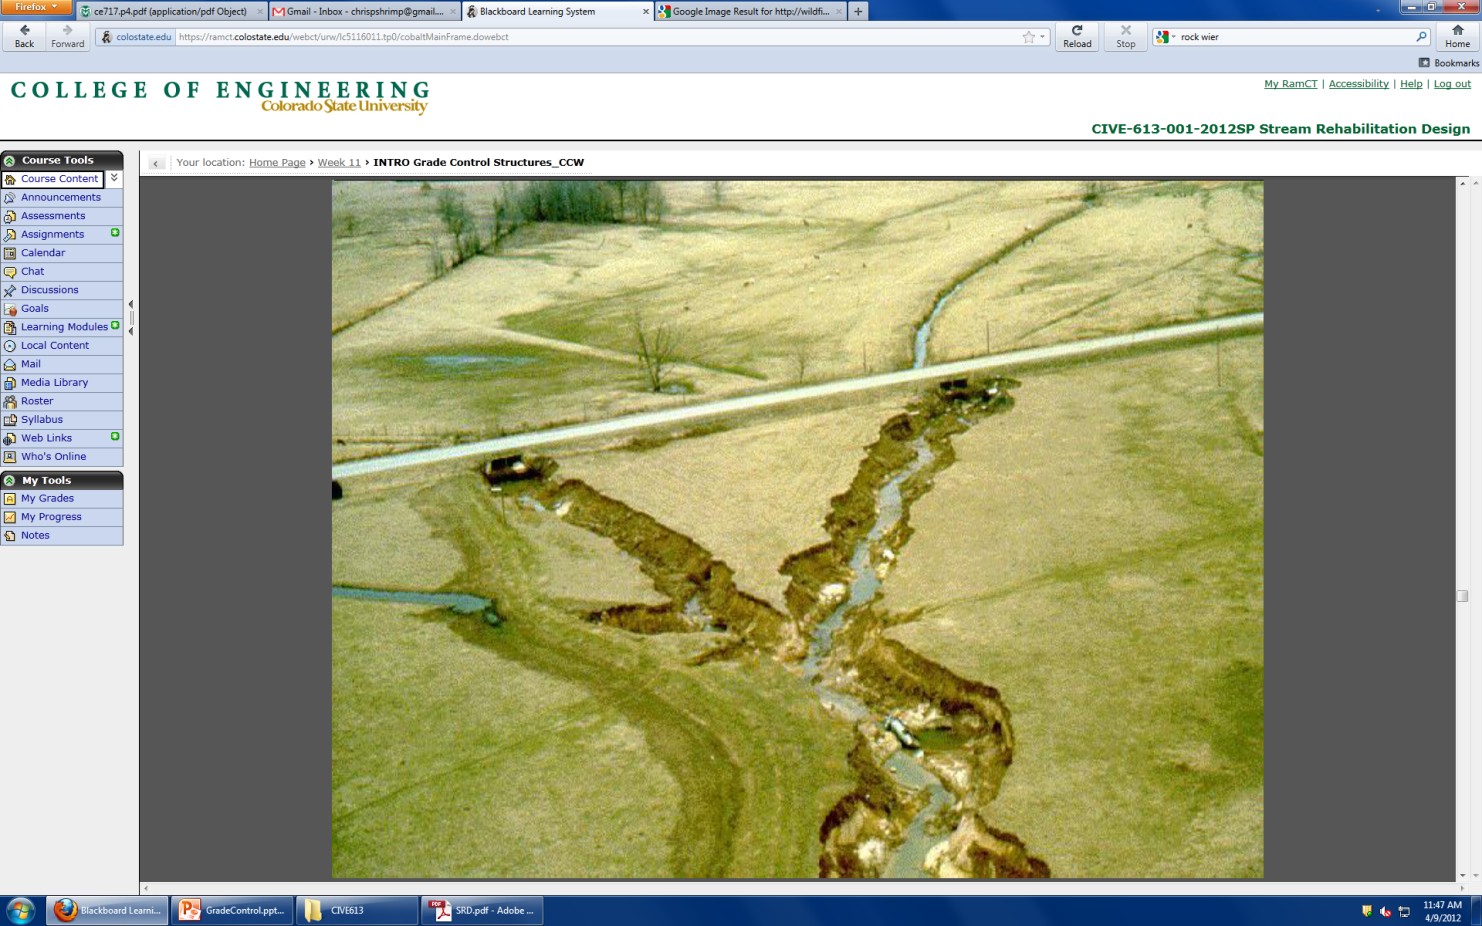 Firefox
ce717.p4.pdf (application/pdf Object)
Gmail - Inbox - chrispshrimp@gmail....
Blackboard Learning System
Google Image Result for http://wildfi...
Back
Forward
colostate.edu
https://ramct.colostate.edu/webct/urw/lc5116011.tp0/cobaltMainFrame.dowebct
Reload
Stop
rock wier
Home
Bookmarks
COLLEGE OF ENGINEERING
Colorado State University
My RamCT | Accessibility | Help | Log out
CIVE-613-001-2012SP Stream Rehabilitation Design
Your location: Home Page › Week 11 › INTRO Grade Control Structures_CCW
Course Tools
Course Content
Announcements
Assessments
Assignments
Calendar
Chat
Discussions
Goals
Learning Modules
Local Content
Mail
Media Library
Roster
Syllabus
Web Links
Who's Online
My Tools
My Grades
My Progress
Notes
Blackboard Learni...
GradeControl.ppt...
CIVE613
SRD.pdf - Adobe ...
11:47 AM
4/9/2012